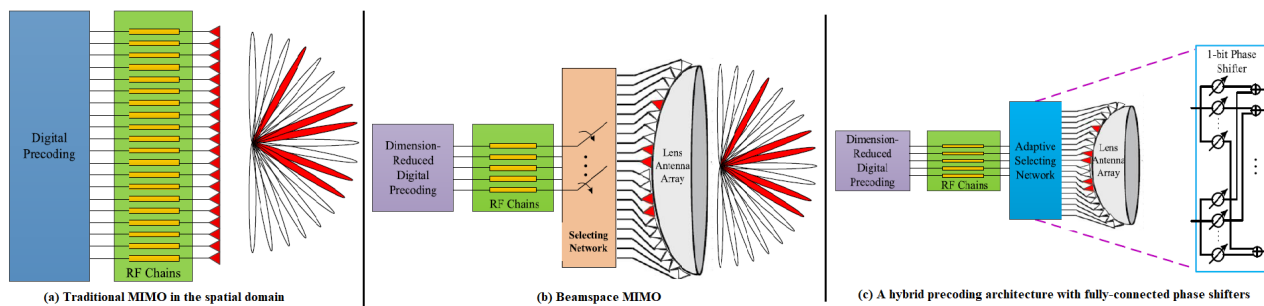 Digital
Precoding
RF Chains
(a) Traditional MIMO in the spatial domain
Dimension-
Reduced
Digital
Precoding
RF Chains
Selecting
Network
Lens
Antenna
Array
(b) Beamspace MIMO
Dimension-
Reduced
Digital
Precoding
RF Chains
Adaptive
Selecting
Network
Lens
Antenna
Array
1-bit Phase
Shifter
(c) A hybrid precoding architecture with fully-connected phase shifters